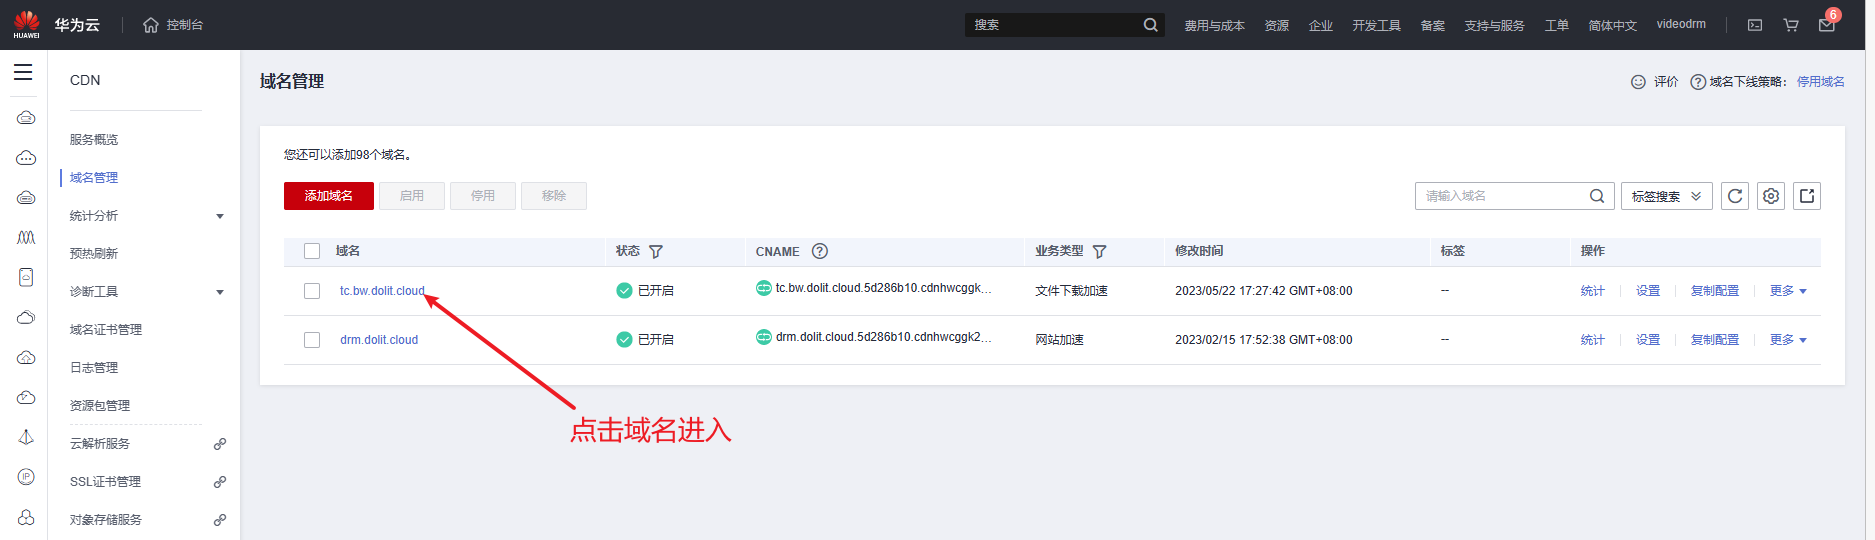 HUAWEI 华为云 控制台 搜索 费用与成本 资源 企业 开发工具 备案 支持与服务 工单 简体中文 videodrm 6
CDN
服务概览
域名管理
统计分析
预热刷新
诊断工具
域名证书管理
日志管理
资源包管理
云解析服务
SSL证书管理
对象存储服务
IP
域名管理 评价 域名下线策略： 停用域名
您还可以添加98个域名。
添加域名 启用 停用 移除 请输入域名 标签搜索
域名 状态 CNAME 业务类型 修改时间 标签 操作
tc.bw.dolit.cloud 已开启 tc.bw.dolit.cloud.5d286b10.cdnhwcggk... 文件下载加速 2023/05/22 17:27:42 GMT+08:00 -- 统计 设置 复制配置 更多
drm.dolit.cloud 已开启 drm.dolit.cloud.5d286b10.cdnhwcggk2... 网站加速 2023/02/15 17:52:38 GMT+08:00 -- 统计 设置 复制配置 更多
点击域名进入